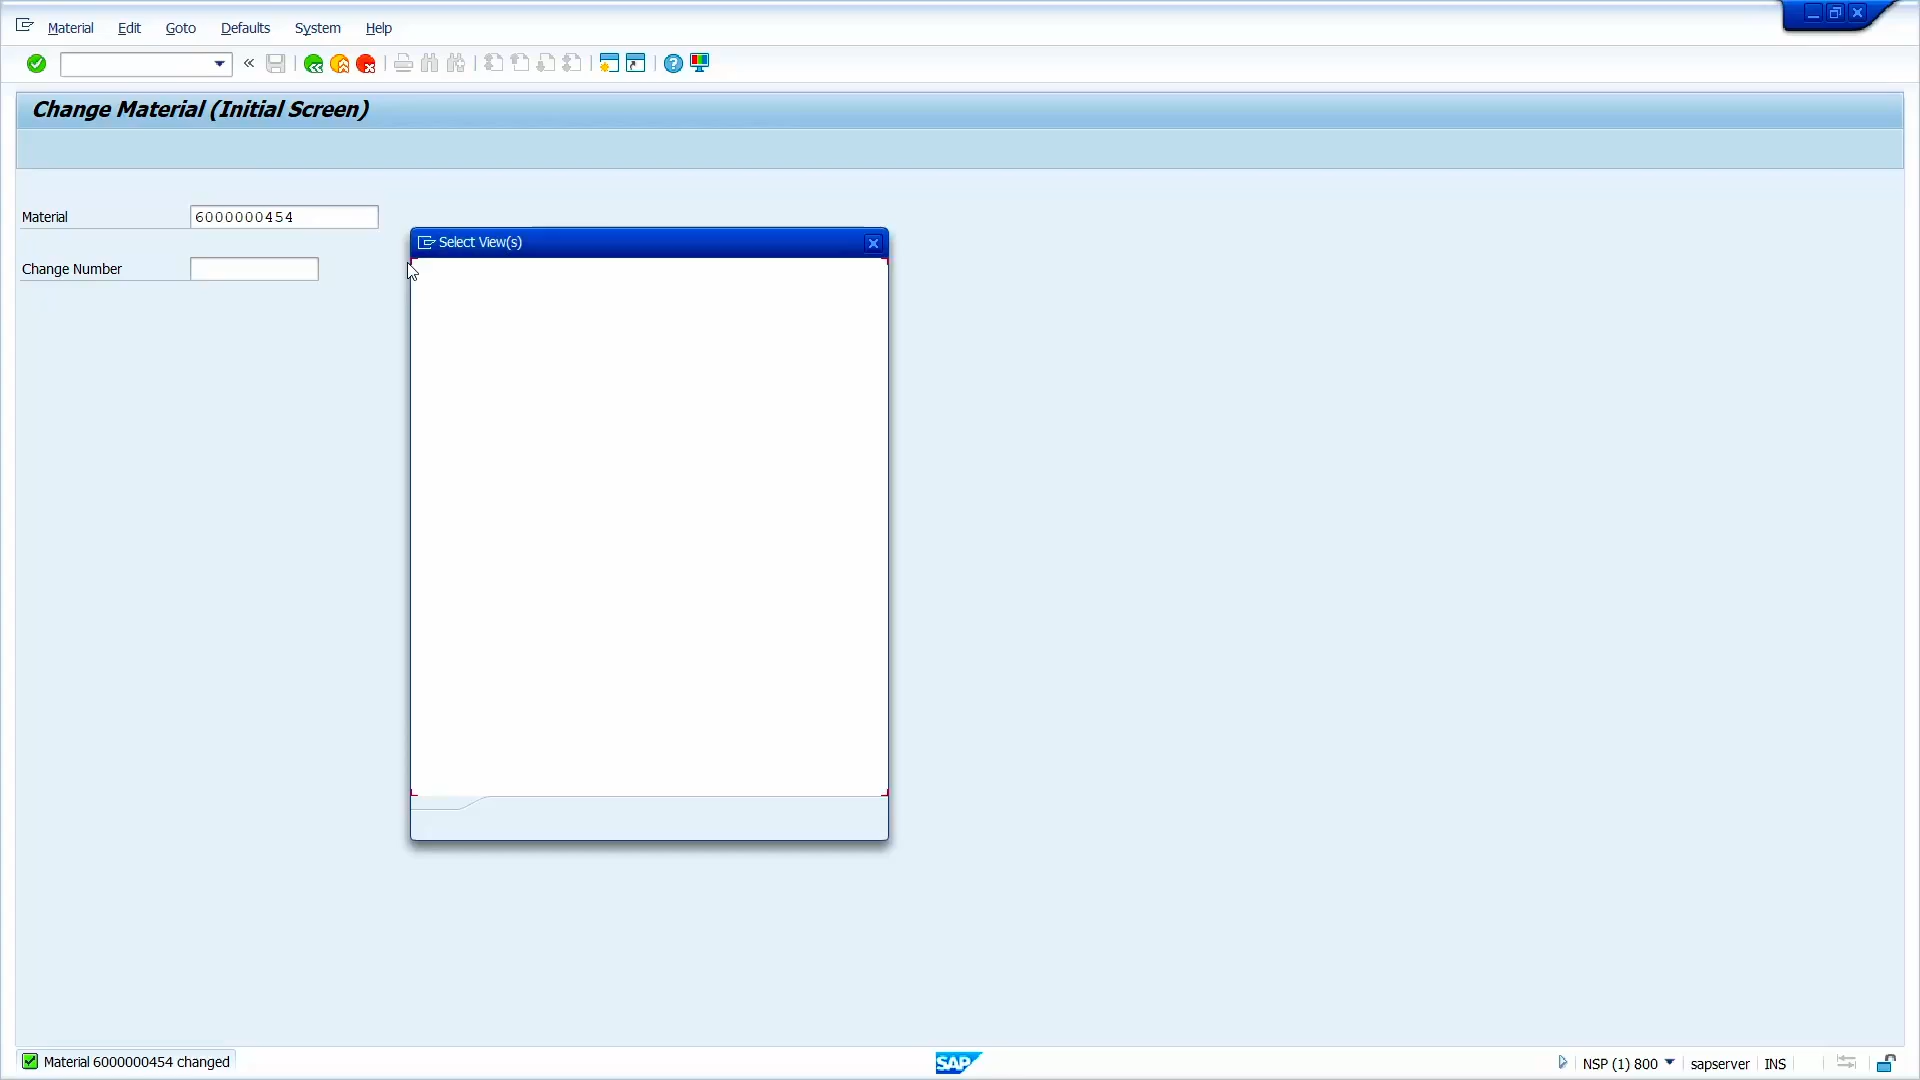 Material Edit Goto Defaults System Help
Change Material (Initial Screen)
Material 6000000454
Select View(s)
Change Number
Material 6000000454 changed
SAP
NSP (1) 800 sapserver INS